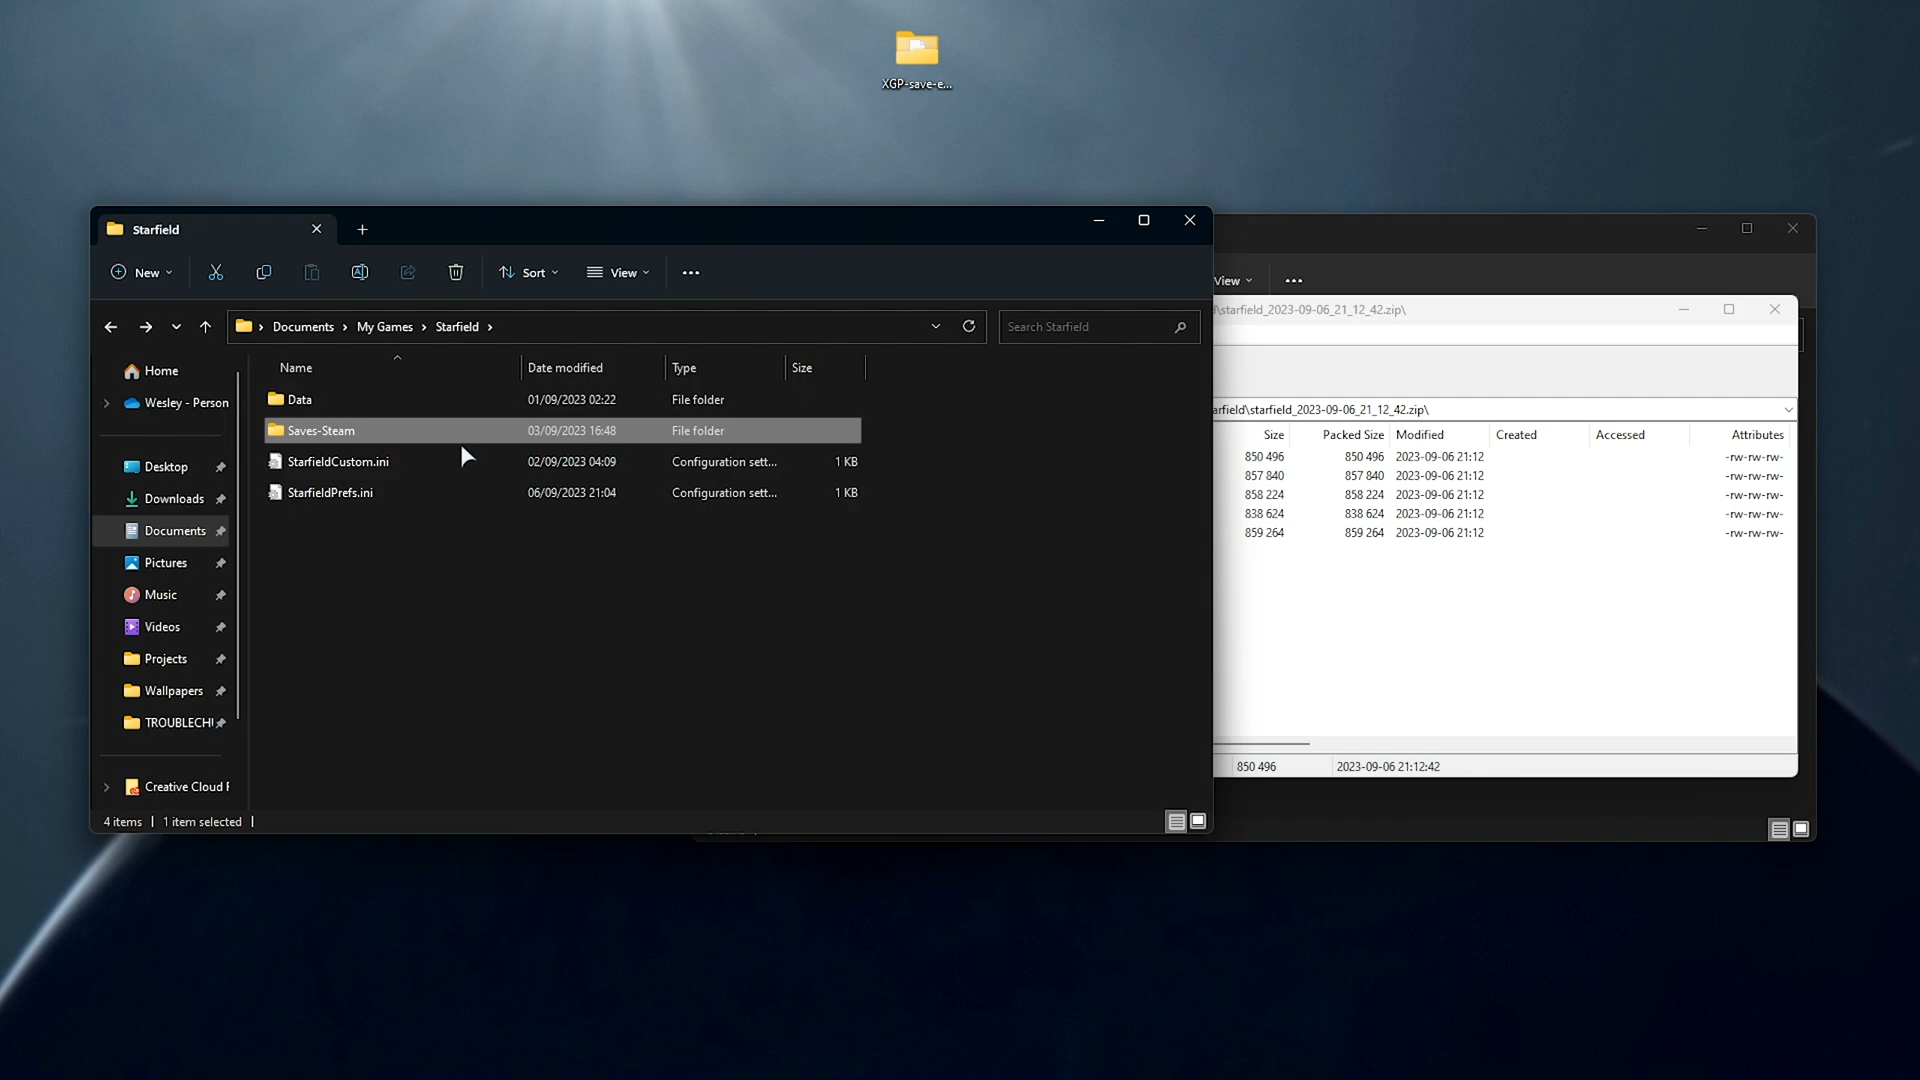 XGP-save-e...
Starfield
New
Sort
View
Documents
My Games
Starfield
Search Starfield
Name
Date modified
Type
Size
Data
01/09/2023 02:22
File folder
Saves-Steam
03/09/2023 16:48
File folder
StarfieldCustom.ini
02/09/2023 04:09
Configuration sett...
1 KB
StarfieldPrefs.ini
06/09/2023 21:04
Configuration sett...
1 KB
Home
Wesley - Person
Desktop
Downloads
Documents
Pictures
Music
Videos
Projects
Wallpapers
TROUBLECH
Creative Cloud F
4 items
1 item selected
View
\starfield_2023-09-06_21_12_42.zip\
arfield\starfield_2023-09-06_21_12_42.zip\
Size
Packed Size
Modified
Created
Accessed
Attributes
850 496
850 496
2023-09-06 21:12
-rw-rw-rw-
857 840
857 840
2023-09-06 21:12
-rw-rw-rw-
858 224
858 224
2023-09-06 21:12
-rw-rw-rw-
838 624
838 624
2023-09-06 21:12
-rw-rw-rw-
859 264
859 264
2023-09-06 21:12
-rw-rw-rw-
850 496
2023-09-06 21:12:42